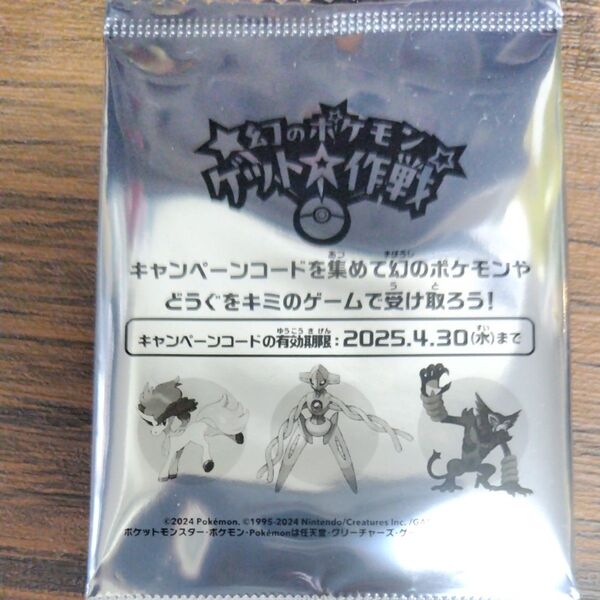 幻のポケモン
ゲット★作戦
キャンペーンコードを集めて幻のポケモンや
どうぐをキミのゲームで受け取ろう!
キャンペーンコードの有効期限:2025.4.30(水)まで
©2024 Pokémon. ©1995-2024 Nintendo/Creatures Inc./GA
ポケットモンスター・ポケモン・Pokémonは任天堂・クリーチャーズ・ゲー